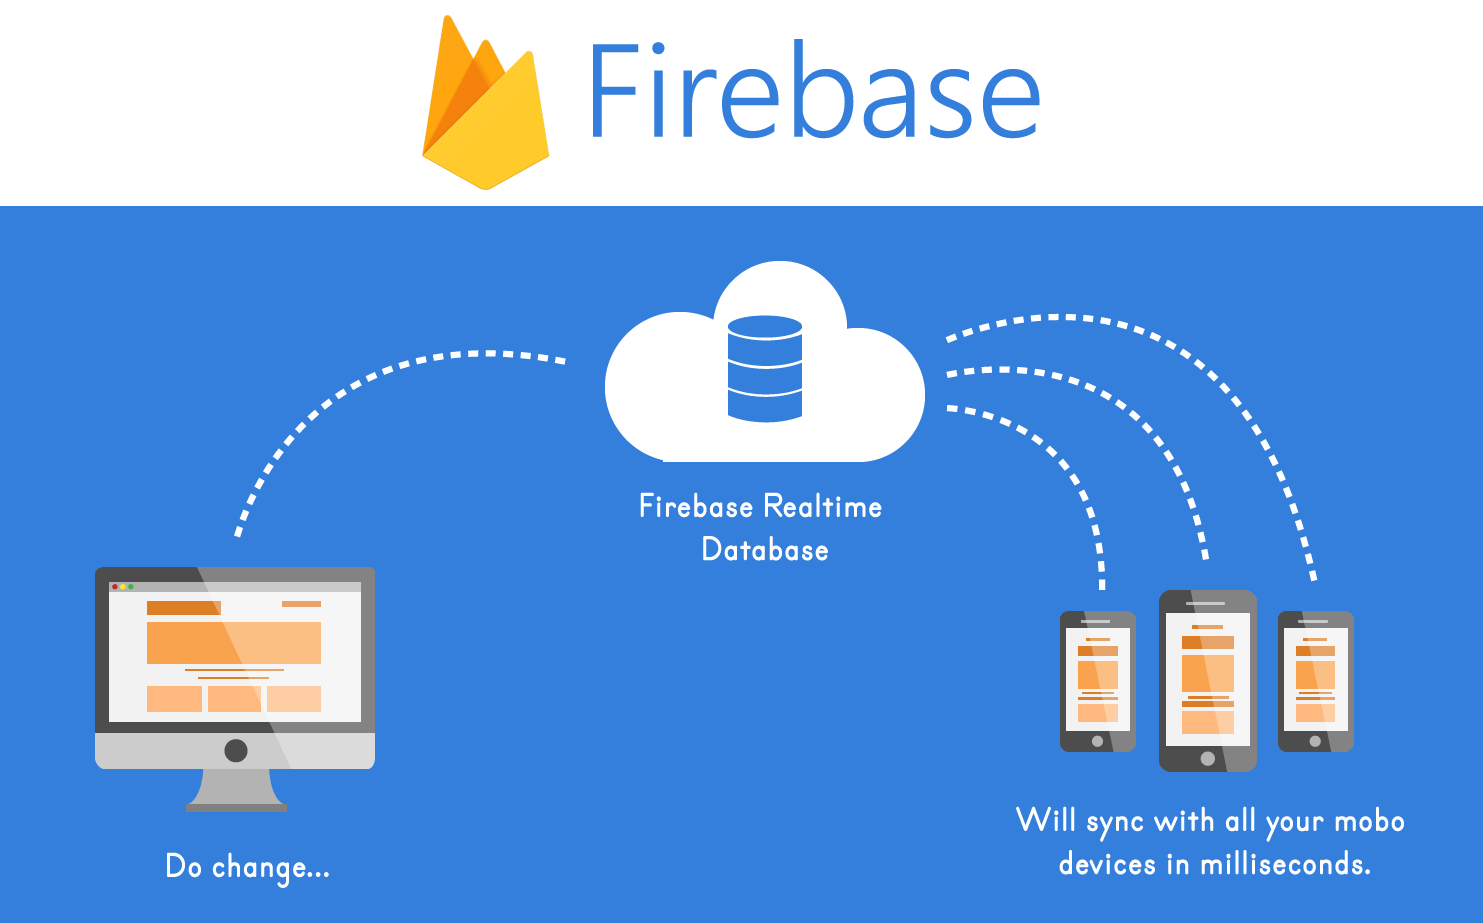 Firebase
Firebase Realtime
Database
Do change...
Will sync with all your mobo
devices in milliseconds.